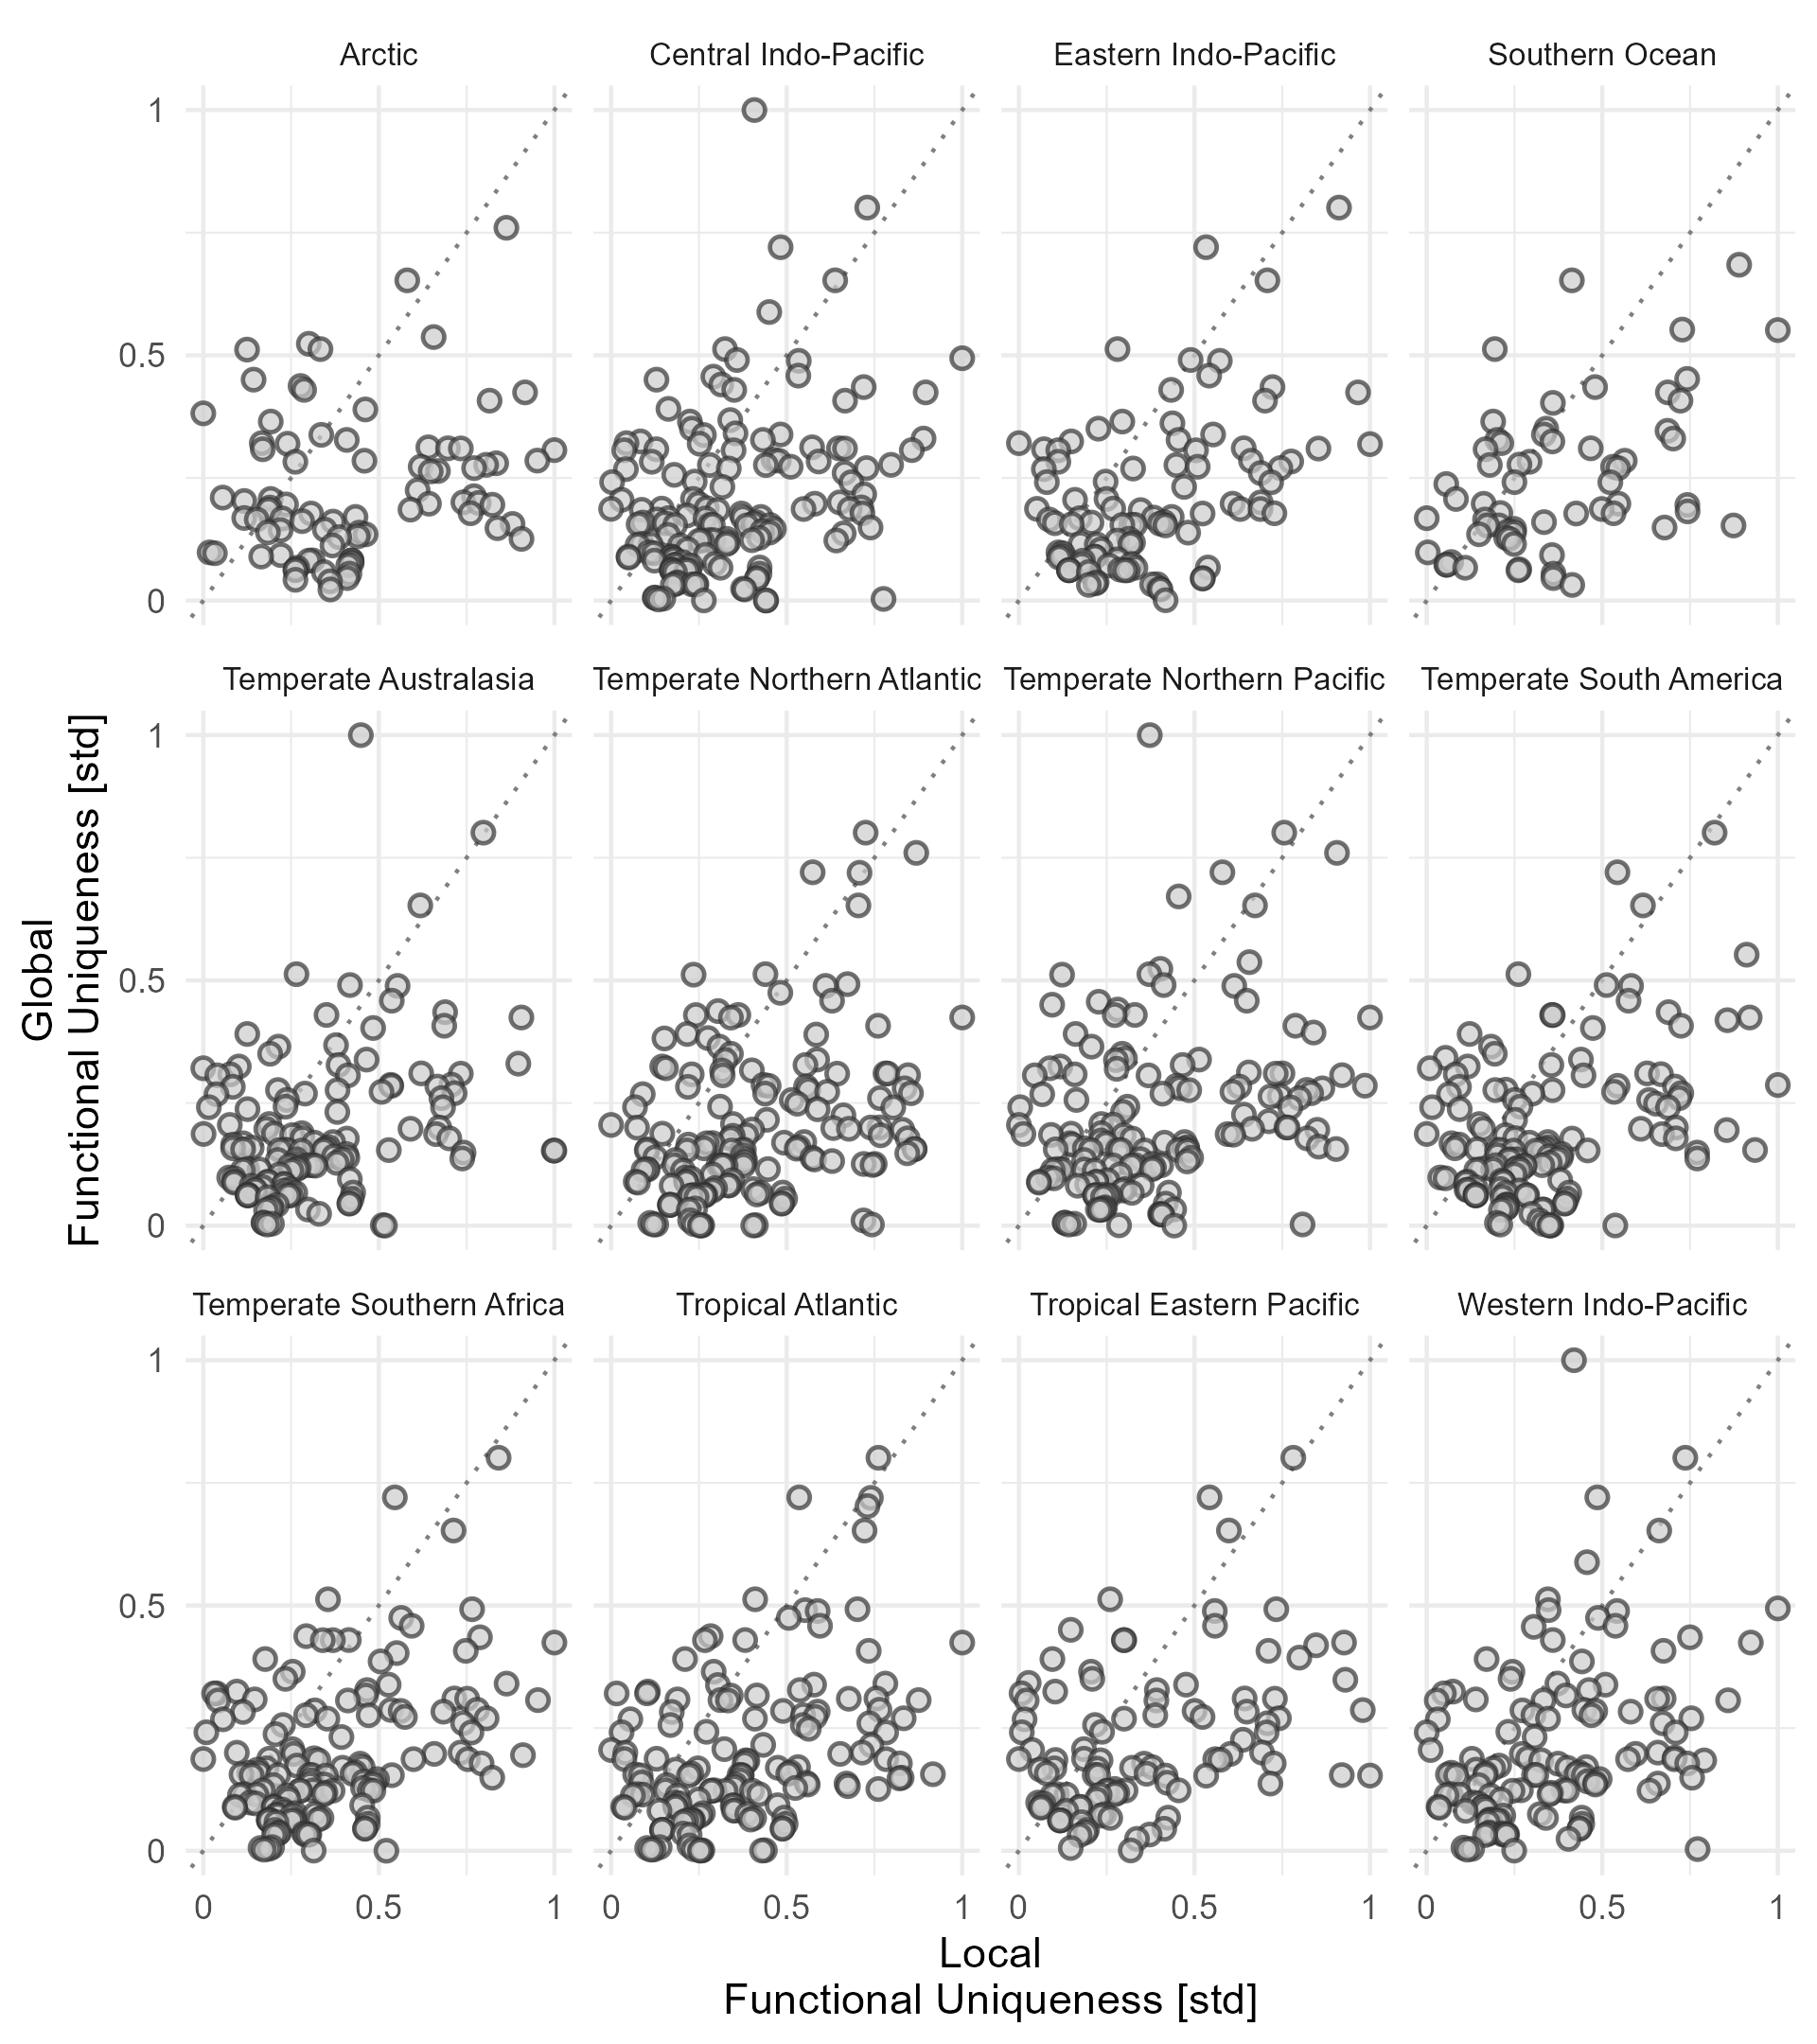 Arctic
Central Indo-Pacific
Eastern Indo-Pacific
Southern Ocean
1
0.5
0
Temperate Australasia
Temperate Northern Atlantic
Temperate Northern Pacific
Temperate South America
1
0.5
0
Global
Functional Uniqueness [std]
Temperate Southern Africa
Tropical Atlantic
Tropical Eastern Pacific
Western Indo-Pacific
1
0.5
0
0 0.5 1
0 0.5 1
0 0.5 1
0 0.5 1
Local
Functional Uniqueness [std]